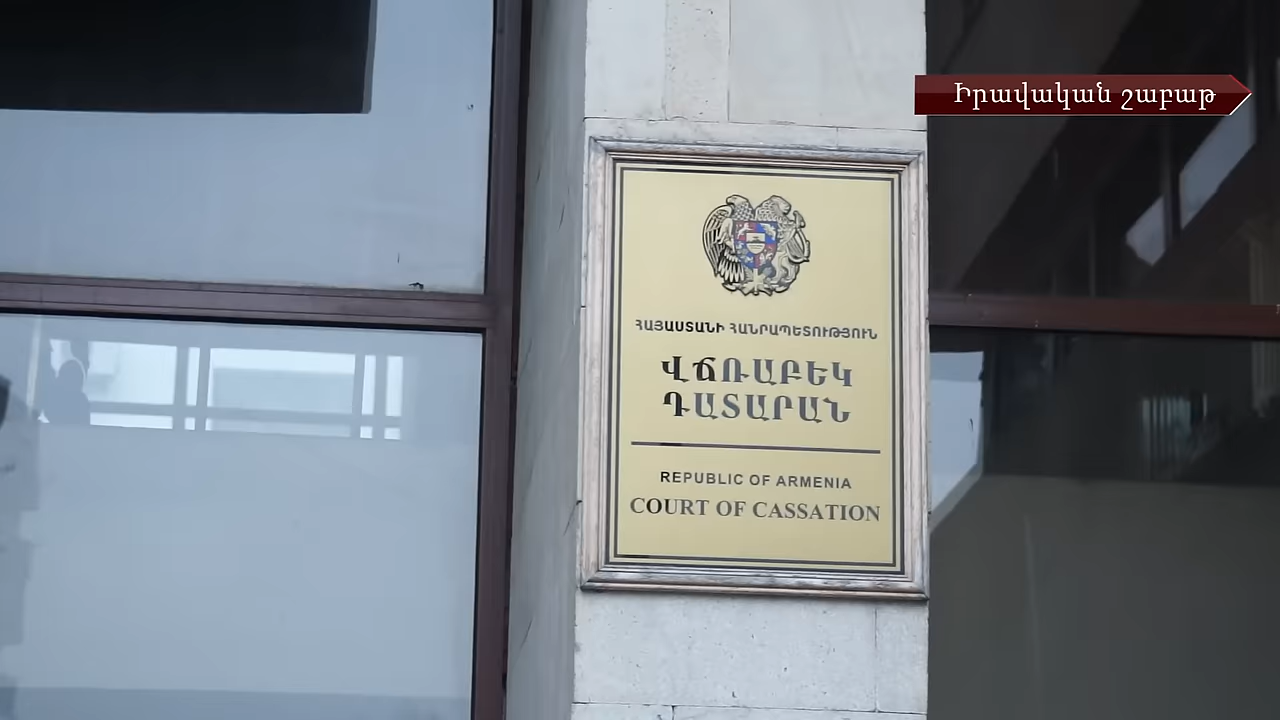 Իրավական շաբաթ
ՀԱՅԱՍՏԱՆԻ ՀԱՆՐԱՊԵՏՈՒԹՅՈՒՆ
ՎՃՌԱԲԵԿ
ԴԱՏԱՐԱՆ
REPUBLIC OF ARMENIA
COURT OF CASSATION